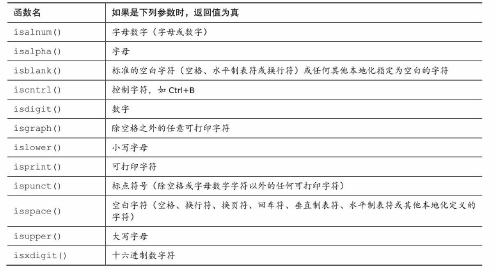 函数名 如果是下列参数时，返回值为真
isalnum() 字母数字（字母或数字）
isalpha() 字母
isblank() 标准的空白字符（空格、水平制表符或换行符）或任何其他本地化指定为空白的字符
iscntrl() 控制字符，如 Ctrl+B
isdigit() 数字
isgraph() 除空格之外的任意可打印字符
islower() 小写字母
isprint() 可打印字符
ispunct() 标点符号（除空格或字母数字字符以外的任何可打印字符）
isspace() 空白字符（空格、换行符、换页符、回车符、垂直制表符、水平制表符或其他本地化定义的
字符）
isupper() 大写字母
isxdigit() 十六进制数字符